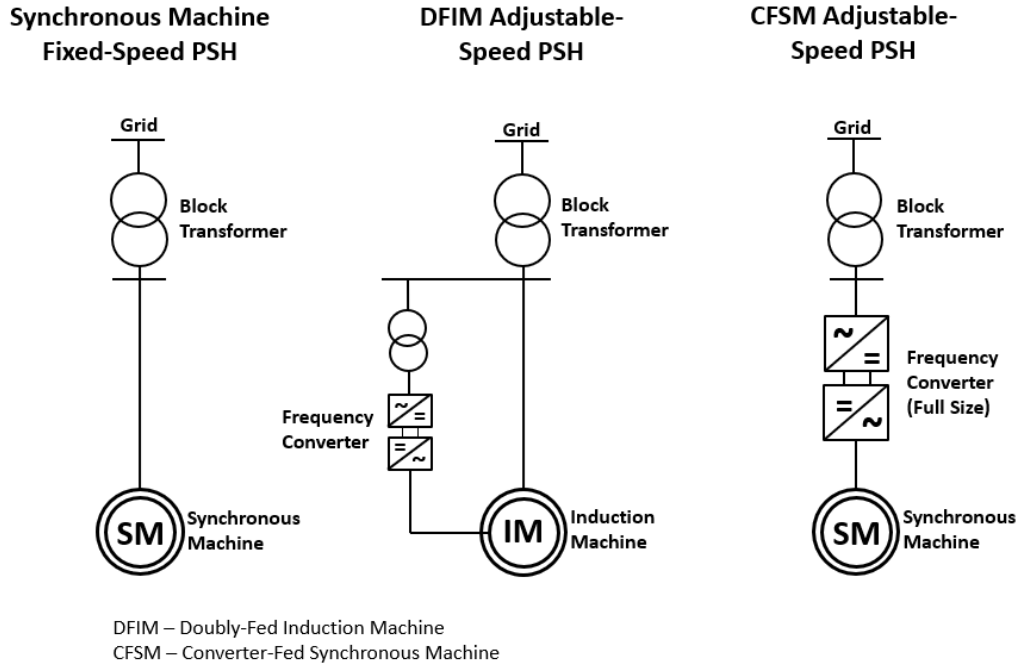 Synchronous Machine
Fixed-Speed PSH
DFIM Adjustable-
Speed PSH
CFSM Adjustable-
Speed PSH
Grid
Block
Transformer
SM
Synchronous
Machine
Grid
Block
Transformer
~
=
=
~
Frequency
Converter
IM
Induction
Machine
Grid
Block
Transformer
~
=
=
~
Frequency
Converter
(Full Size)
SM
Synchronous
Machine
DFIM – Doubly-Fed Induction Machine
CFSM – Converter-Fed Synchronous Machine